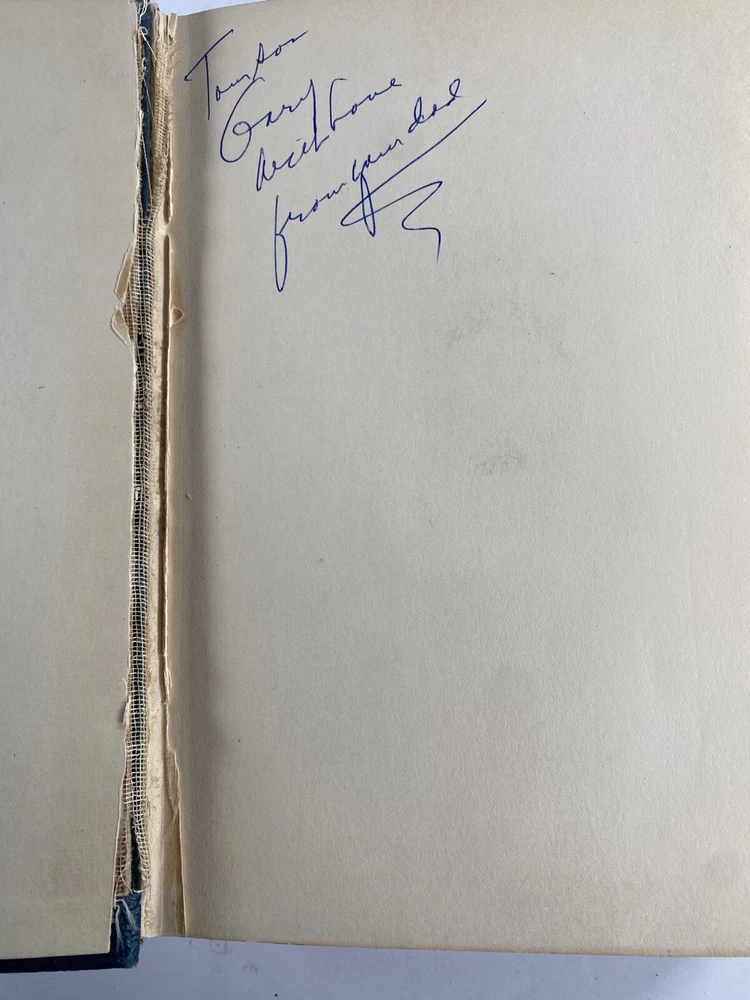 To my son
Gary
with Love
from your dad